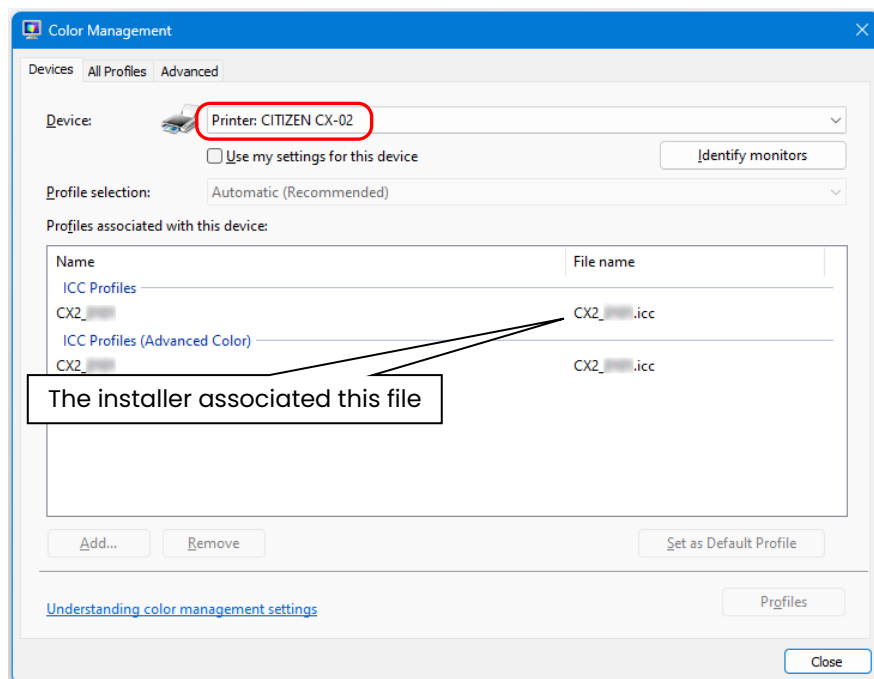 Color Management
Devices All Profiles Advanced
Device: Printer: CITIZEN CX-02
Use my settings for this device Identify monitors
Profile selection: Automatic (Recommended)
Profiles associated with this device:
Name File name
ICC Profiles
CX2_ CX2_ .icc
ICC Profiles (Advanced Color)
CX2_ CX2_ .icc
The installer associated this file
Add... Remove Set as Default Profile
Understanding color management settings Profiles
Close